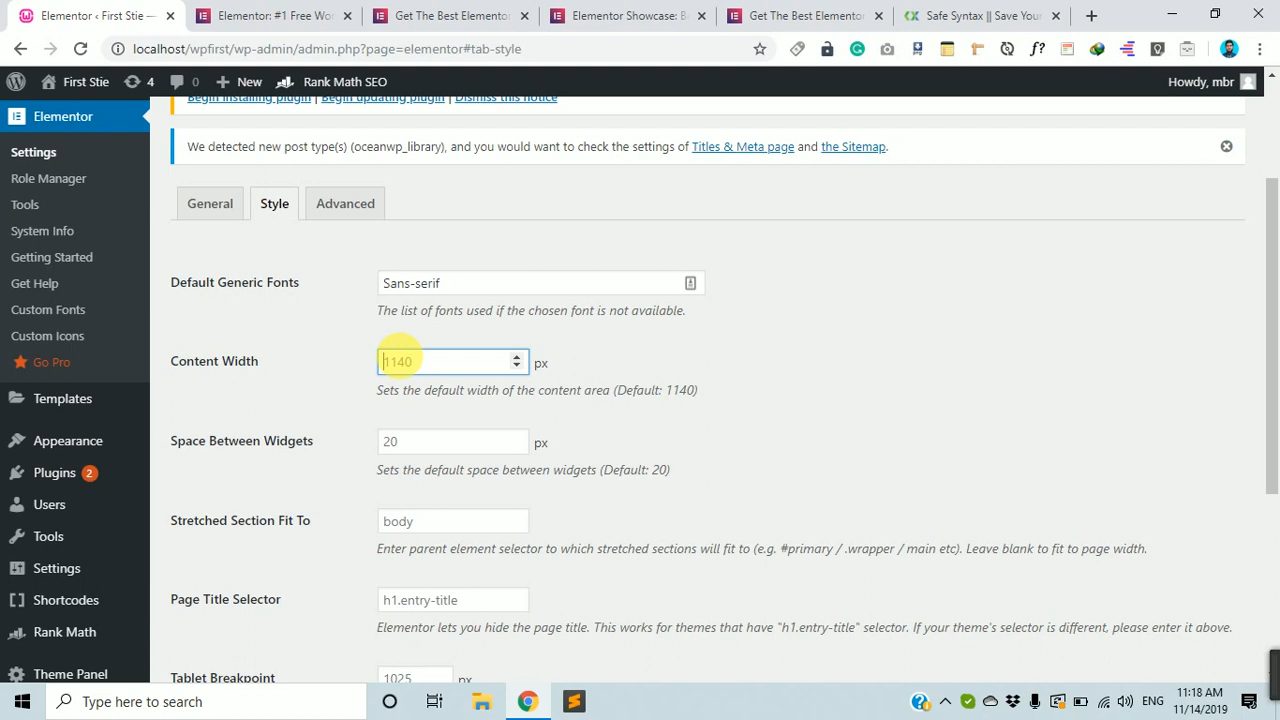 Elementor ‹ First Stie —
Elementor: #1 Free Wor
Get The Best Elementor
Elementor Showcase: B
Get The Best Elementor
Safe Syntax || Save Your
localhost/wpfirst/wp-admin/admin.php?page=elementor#tab-style
First Stie
4
0
New
Rank Math SEO
Howdy, mbr
Elementor
Settings
Role Manager
Tools
System Info
Getting Started
Get Help
Custom Fonts
Custom Icons
Go Pro
Templates
Appearance
Plugins 2
Users
Tools
Settings
Shortcodes
Rank Math
Theme Panel
Begin installing plugin | Begin updating plugin | Dismiss this notice
We detected new post type(s) (oceanwp_library), and you would want to check the settings of Titles & Meta page and the Sitemap.
General
Style
Advanced
Default Generic Fonts
Sans-serif
The list of fonts used if the chosen font is not available.
Content Width
1140
px
Sets the default width of the content area (Default: 1140)
Space Between Widgets
20
px
Sets the default space between widgets (Default: 20)
Stretched Section Fit To
body
Enter parent element selector to which stretched sections will fit to (e.g. #primary / .wrapper / main etc). Leave blank to fit to page width.
Page Title Selector
h1.entry-title
Elementor lets you hide the page title. This works for themes that have "h1.entry-title" selector. If your theme's selector is different, please enter it above.
Tablet Breakpoint
1025
px
Type here to search
ENG
11:18 AM
11/14/2019